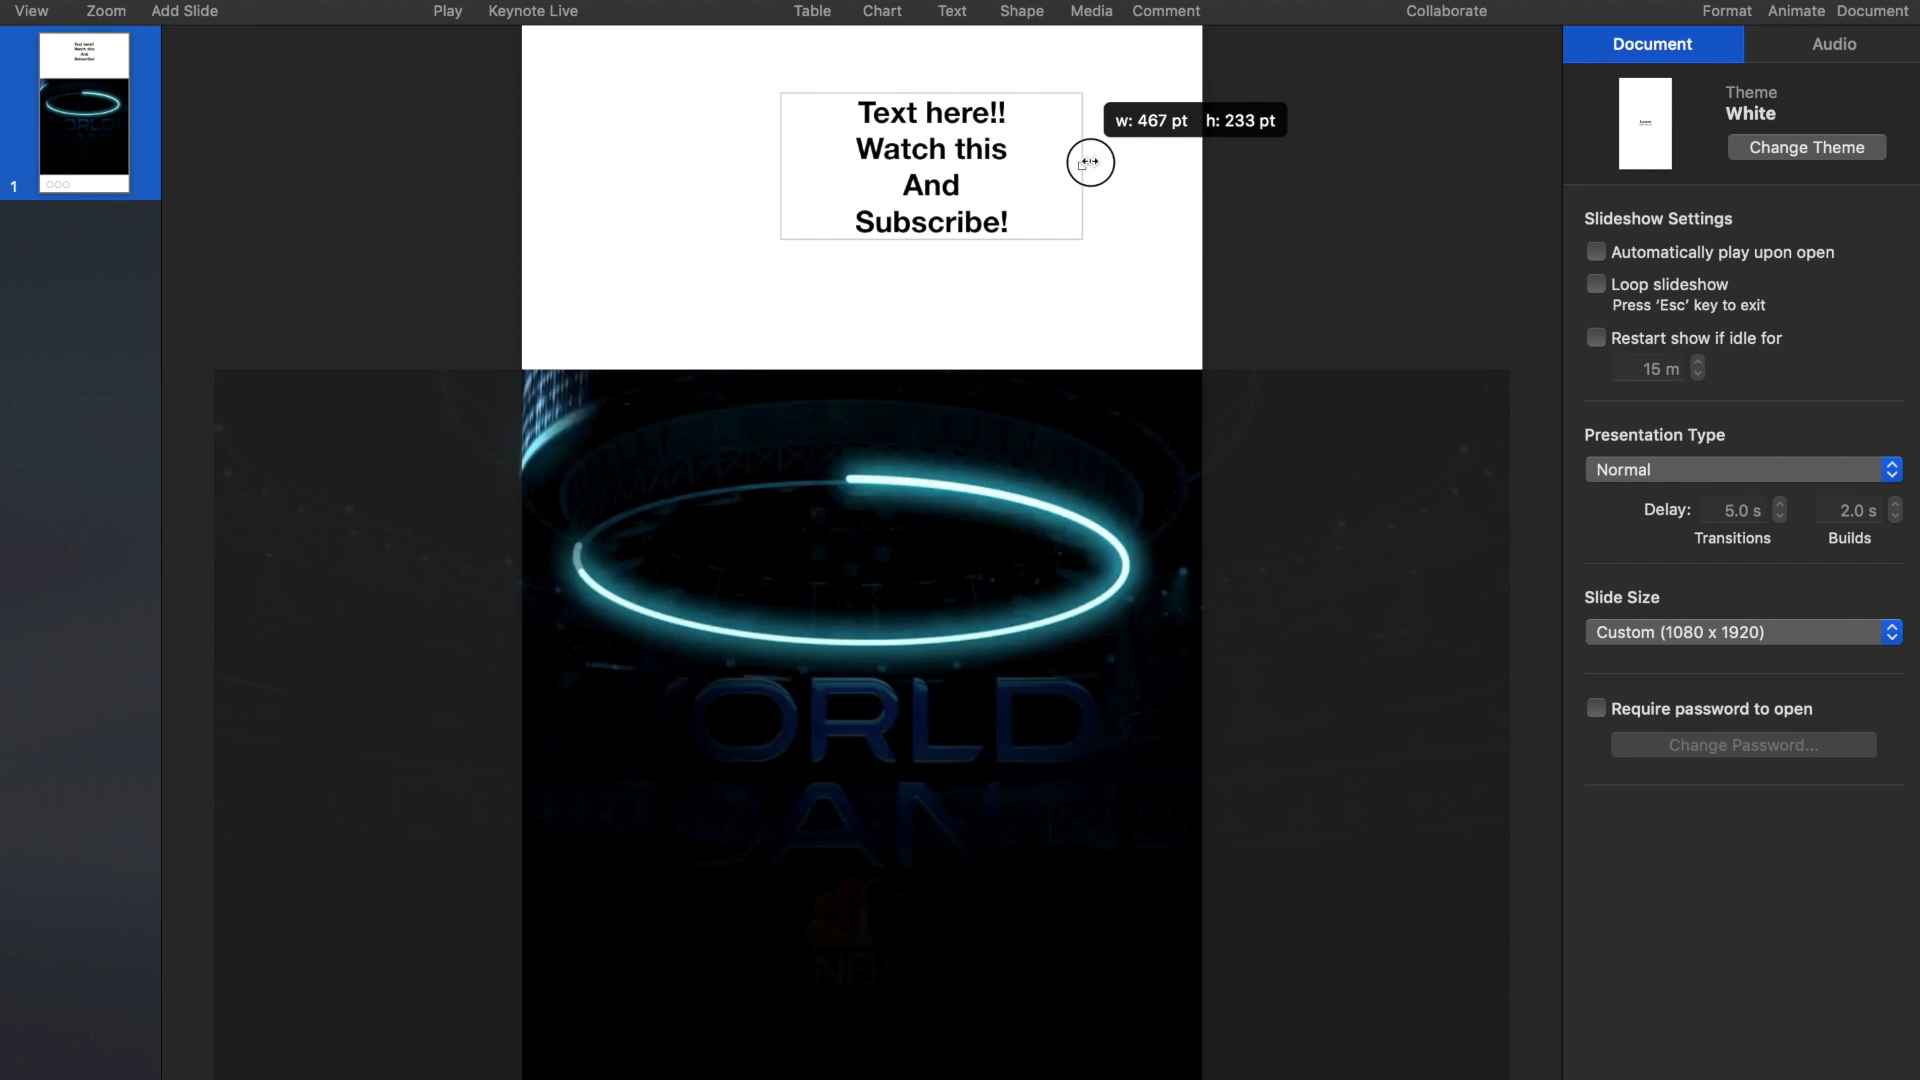 View Zoom Add Slide Play Keynote Live Table Chart Text Shape Media Comment Collaborate Format Animate Document
Document Audio
Theme
White
Change Theme
1
Text here!!
Watch this
And
Subscribe!
w: 467 pt h: 233 pt
Slideshow Settings
Automatically play upon open
Loop slideshow
Press ‘Esc’ key to exit
Restart show if idle for
15 m
Presentation Type
Normal
Delay: 5.0 s 2.0 s
Transitions Builds
Slide Size
Custom (1080 x 1920)
Require password to open
Change Password...
ORLD
DAN